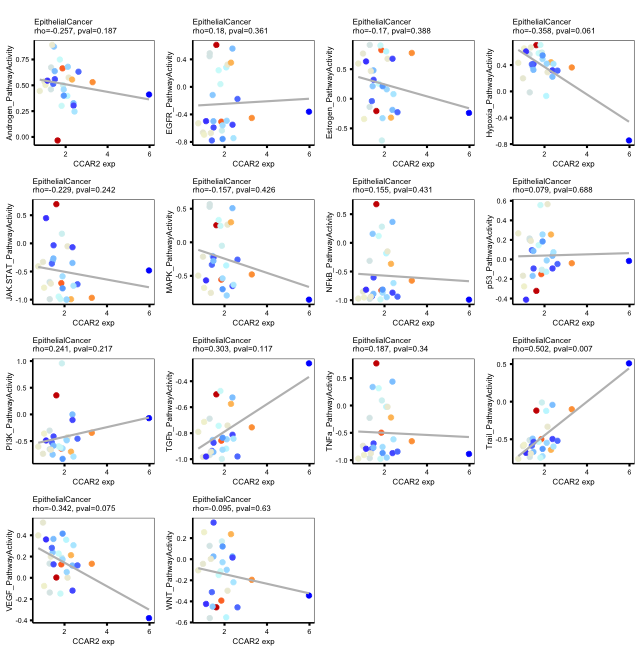 EpithelialCancer
rho=-0.257, pval=0.187
Androgen_PathwayActivity
0.75
0.50
0.25
0.00
2
4
6
CCAR2 exp
EpithelialCancer
rho=0.18, pval=0.361
EGFR_PathwayActivity
0.4
0.0
-0.4
-0.8
2
4
6
CCAR2 exp
EpithelialCancer
rho=-0.17, pval=0.388
Estrogen_PathwayActivity
0.5
0.0
-0.5
2
4
6
CCAR2 exp
EpithelialCancer
rho=-0.358, pval=0.061
Hypoxia_PathwayActivity
0.8
0.4
0.0
-0.4
-0.8
2
4
6
CCAR2 exp
EpithelialCancer
rho=-0.229, pval=0.242
JAK.STAT_PathwayActivity
0.5
0.0
-0.5
-1.0
2
4
6
CCAR2 exp
EpithelialCancer
rho=-0.157, pval=0.426
MAPK_PathwayActivity
0.5
0.0
-0.5
2
4
6
CCAR2 exp
EpithelialCancer
rho=0.155, pval=0.431
NFkB_PathwayActivity
0.5
0.0
-0.5
-1.0
2
4
6
CCAR2 exp
EpithelialCancer
rho=0.079, pval=0.688
p53_PathwayActivity
0.6
0.4
0.2
0.0
-0.2
-0.4
2
4
6
CCAR2 exp
EpithelialCancer
rho=0.241, pval=0.217
PI3K_PathwayActivity
1.0
0.5
0.0
-0.5
2
4
6
CCAR2 exp
EpithelialCancer
rho=0.303, pval=0.117
TGFb_PathwayActivity
-0.4
-0.6
-0.8
-1.0
2
4
6
CCAR2 exp
EpithelialCancer
rho=0.187, pval=0.34
TNFa_PathwayActivity
0.5
0.0
-0.5
-1.0
2
4
6
CCAR2 exp
EpithelialCancer
rho=0.502, pval=0.007
Trail_PathwayActivity
0.5
0.0
-0.5
2
4
6
CCAR2 exp
EpithelialCancer
rho=-0.342, pval=0.075
VEGF_PathwayActivity
0.4
0.2
0.0
-0.2
-0.4
2
4
6
CCAR2 exp
EpithelialCancer
rho=-0.095, pval=0.63
WNT_PathwayActivity
0.4
0.2
0.0
-0.2
-0.4
-0.6
2
4
6
CCAR2 exp